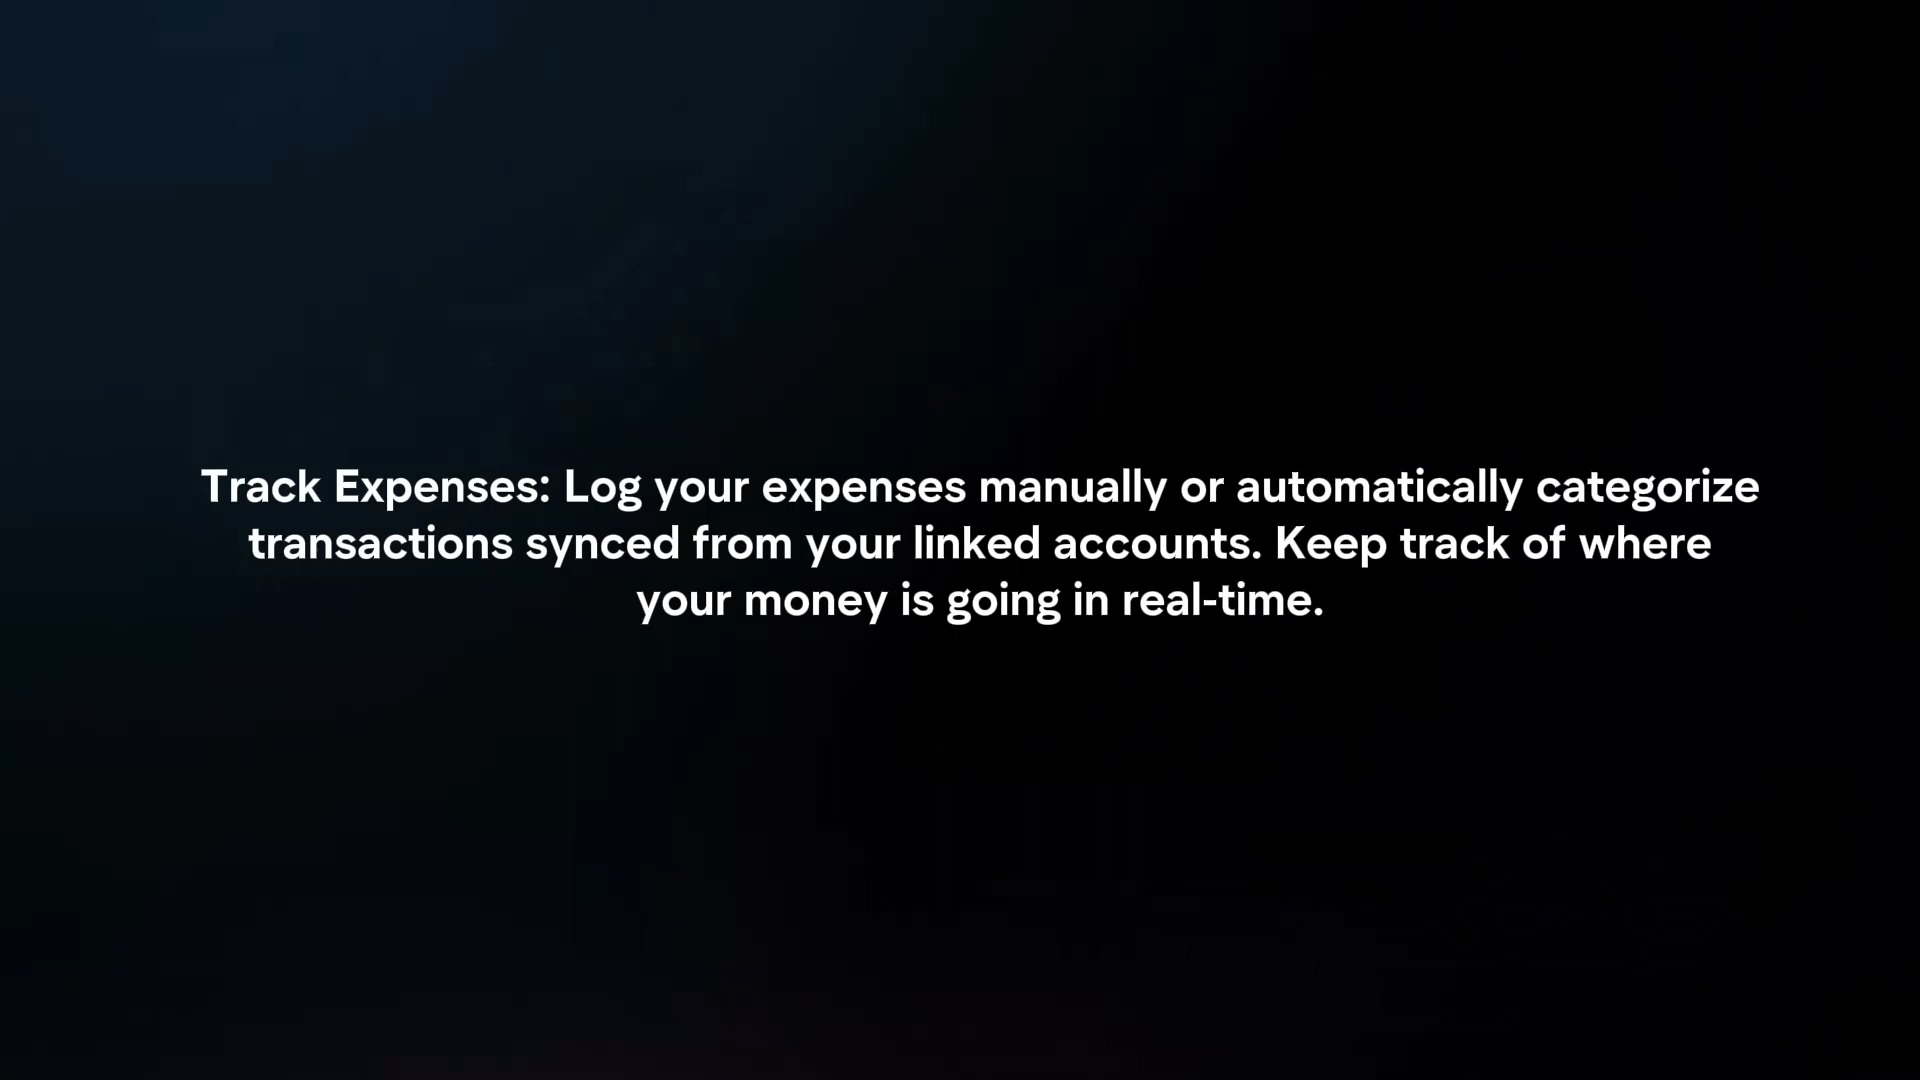 Track Expenses: Log your expenses manually or automatically categorize
transactions synced from your linked accounts. Keep track of where
your money is going in real-time.